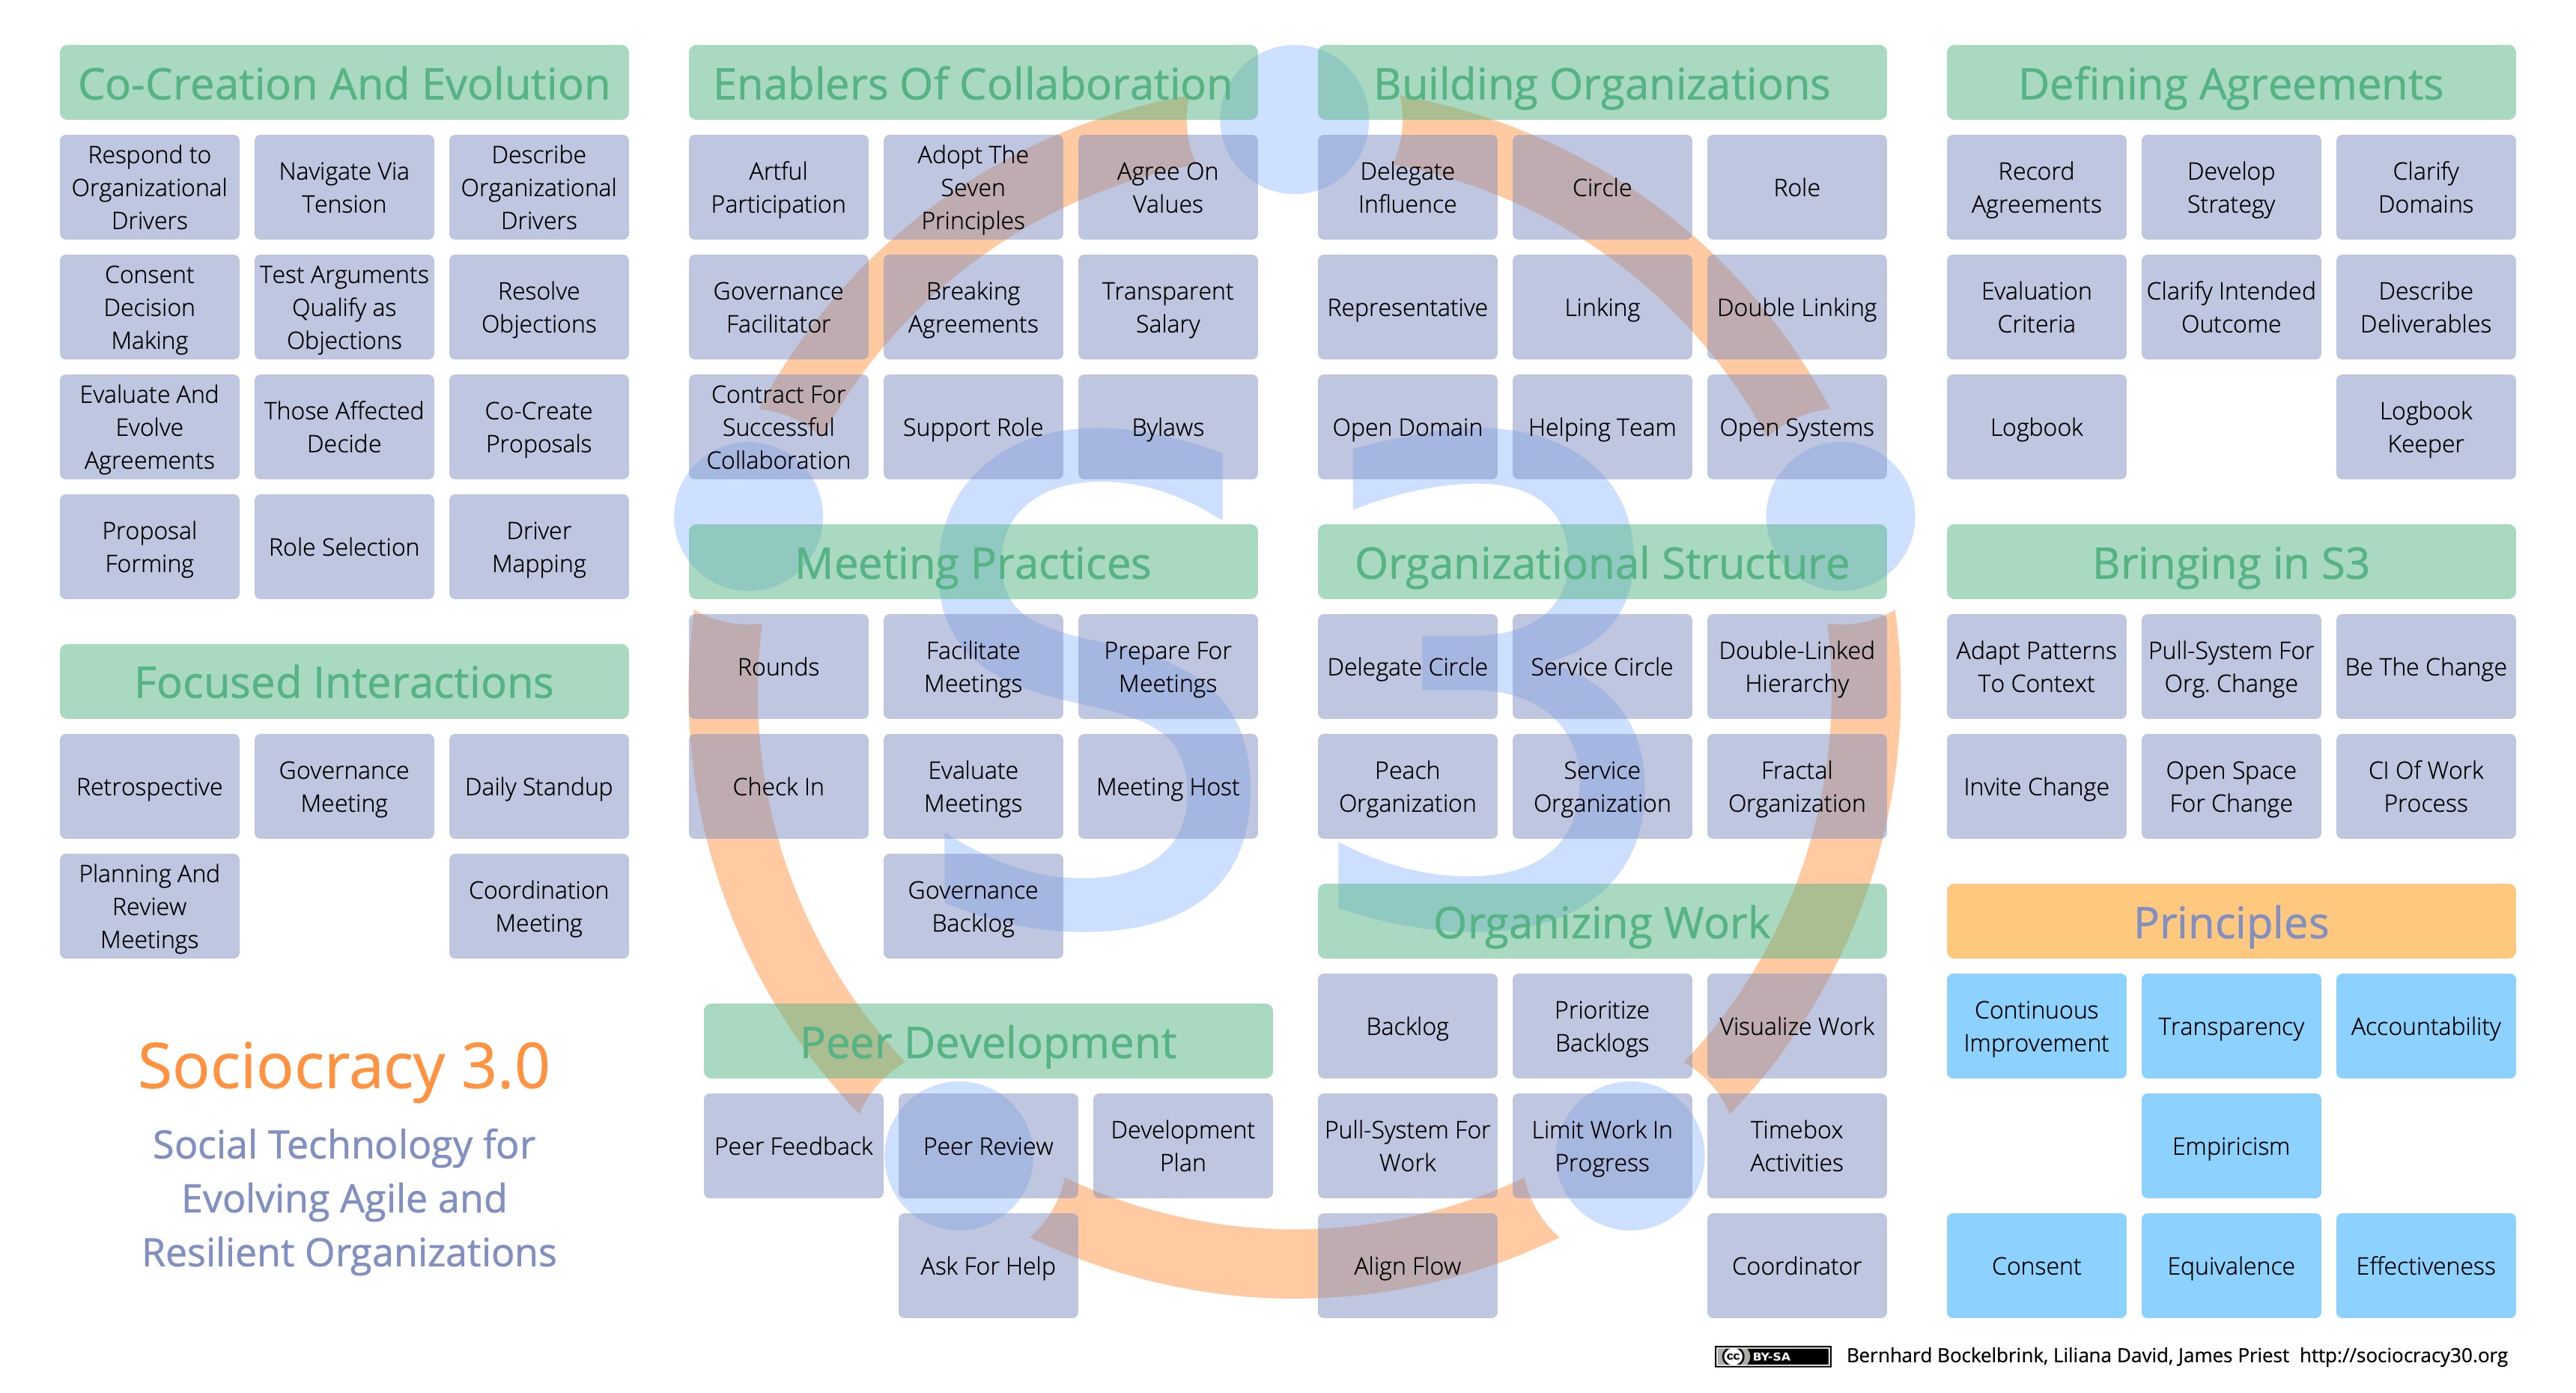 Co-Creation And Evolution
Respond to
Organizational
Drivers
Navigate Via
Tension
Describe
Organizational
Drivers
Consent
Decision
Making
Test Arguments
Qualify as
Objections
Resolve
Objections
Evaluate And
Evolve
Agreements
Those Affected
Decide
Co-Create
Proposals
Proposal
Forming
Role Selection
Driver
Mapping
Focused Interactions
Retrospective
Governance
Meeting
Daily Standup
Planning And
Review
Meetings
Coordination
Meeting
Sociocracy 3.0
Social Technology for
Evolving Agile and
Resilient Organizations
Enablers Of Collaboration
Artful
Participation
Adopt The
Seven
Principles
Agree On
Values
Governance
Facilitator
Breaking
Agreements
Transparent
Salary
Contract For
Successful
Collaboration
Support Role
Bylaws
Meeting Practices
Rounds
Facilitate
Meetings
Prepare For
Meetings
Check In
Evaluate
Meetings
Meeting Host
Governance
Backlog
Peer Development
Peer Feedback
Peer Review
Development
Plan
Ask For Help
S3
Building Organizations
Delegate
Influence
Circle
Role
Representative
Linking
Double Linking
Open Domain
Helping Team
Open Systems
Organizational Structure
Delegate Circle
Service Circle
Double-Linked
Hierarchy
Peach
Organization
Service
Organization
Fractal
Organization
Organizing Work
Backlog
Prioritize
Backlogs
Visualize Work
Pull-System For
Work
Limit Work In
Progress
Timebox
Activities
Align Flow
Coordinator
Defining Agreements
Record
Agreements
Develop
Strategy
Clarify
Domains
Evaluation
Criteria
Clarify Intended
Outcome
Describe
Deliverables
Logbook
Logbook
Keeper
Bringing in S3
Adapt Patterns
To Context
Pull-System For
Org. Change
Be The Change
Invite Change
Open Space
For Change
CI Of Work
Process
Principles
Continuous
Improvement
Transparency
Accountability
Empiricism
Consent
Equivalence
Effectiveness
cc BY-SA Bernhard Bockelbrink, Liliana David, James Priest http://sociocracy30.org